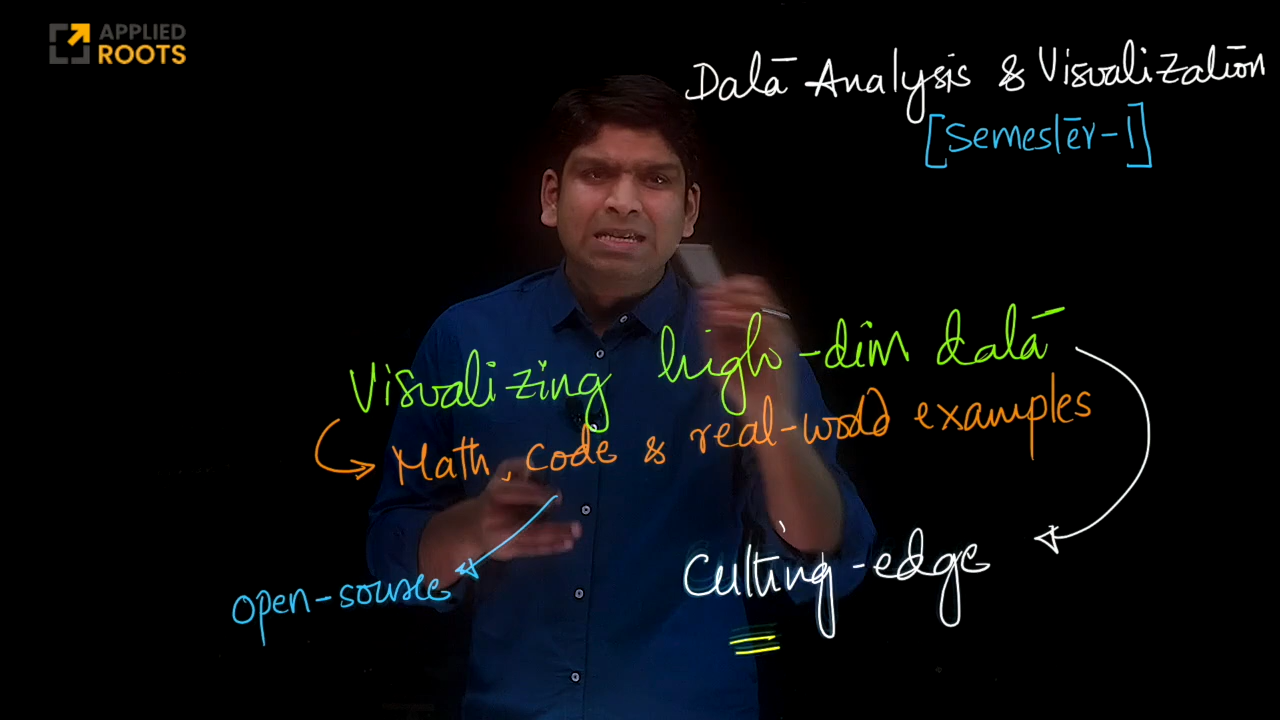 APPLIED
ROOTS
Data Analysis & Visualization
[Semester-1]
Visualizing high-dim data
Math, code & real-world examples
open-source
Cutting-edge